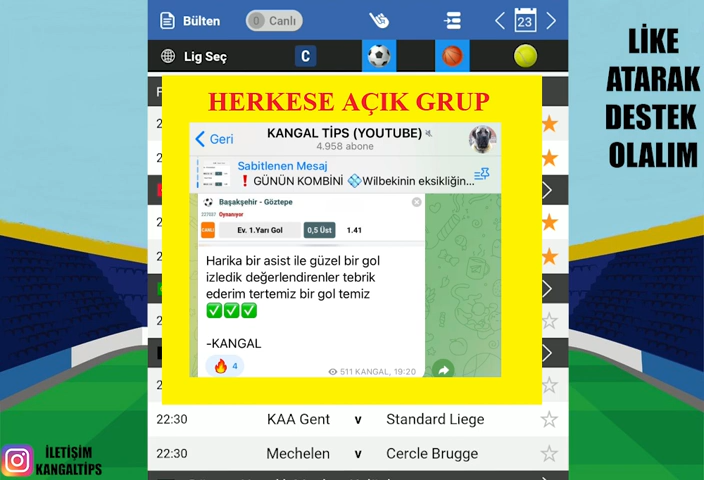 Bülten
0 Canlı
23
Lig Seç
C
LİKE
ATARAK
DESTEK
OLALIM
HERKESE AÇIK GRUP
Geri
KANGAL TİPS (YOUTUBE)
4.958 abone
Sabitlenen Mesaj
❗ GÜNÜN KOMBİNİ 💠Wilbekinin eksikliğin...
Başakşehir - Göztepe
227037 Oynanıyor
CANLI Ev. 1.Yarı Gol 0,5 Üst 1.41
Harika bir asist ile güzel bir gol
izledik değerlendirenler tebrik
ederim tertemiz bir gol temiz
✅✅✅
-KANGAL
🔥 4
511 KANGAL, 19:20
22:30 KAA Gent v Standard Liege
22:30 Mechelen v Cercle Brugge
İLETİŞİM
KANGALTİPS